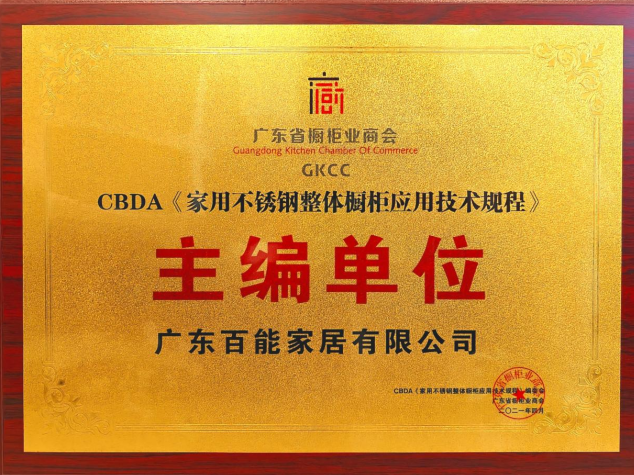 广东省橱柜业商会
Guangdong Kitchen Chamber Of Commerce
GKCC
CBDA《家用不锈钢整体橱柜应用技术规程》
主编单位
广东百能家居有限公司
CBDA《家用不锈钢整体橱柜应用技术规程》编委会
广东省橱柜业商会
二〇二一年四月